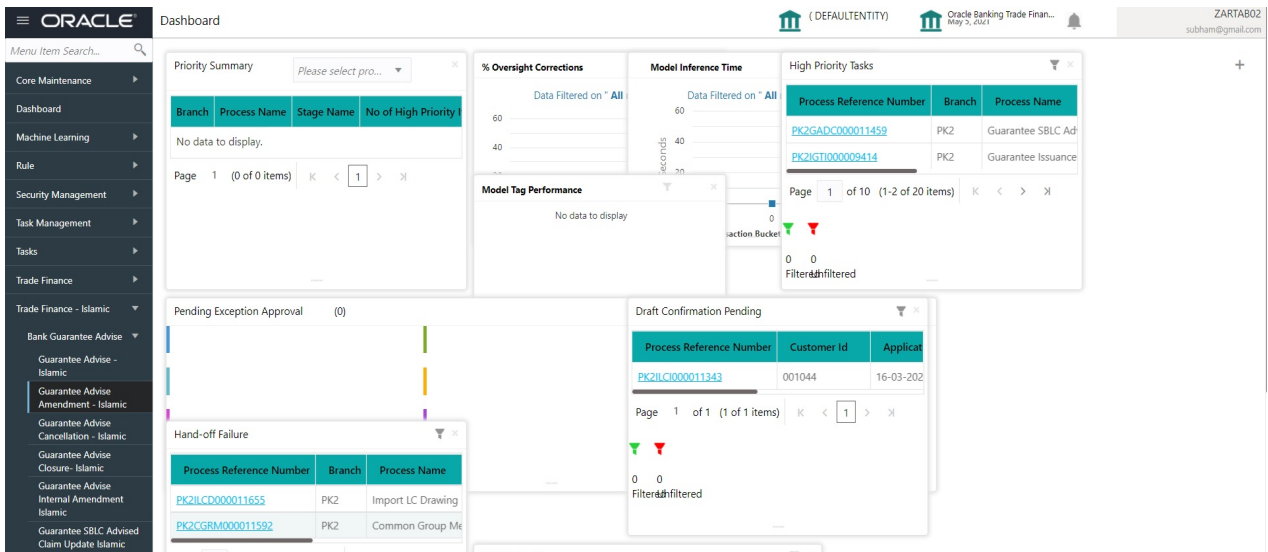 ORACLE
Dashboard
( DEFAULTENTITY)
Oracle Banking Trade Finan...
May 5, 2021
ZARTAB02
subham@gmail.com
Menu Item Search...
Core Maintenance
Dashboard
Machine Learning
Rule
Security Management
Task Management
Tasks
Trade Finance
Trade Finance - Islamic
Bank Guarantee Advise
Guarantee Advise -
Islamic
Guarantee Advise
Amendment - Islamic
Guarantee Advise
Cancellation - Islamic
Guarantee Advise
Closure- Islamic
Guarantee Advise
Internal Amendment
Islamic
Guarantee SBLC Advised
Claim Update Islamic
Priority Summary
Please select pro...
Branch Process Name Stage Name No of High Priority
No data to display.
Page 1 (0 of 0 items) 1
% Oversight Corrections
Data Filtered on " All
60
40
Model Inference Time
Data Filtered on " All
60
40
20
Seconds
0
Model Tag Performance
No data to display
High Priority Tasks
Process Reference Number Branch Process Name
PK2GADC000011459 PK2 Guarantee SBLC Ad
PK2IGTI000009414 PK2 Guarantee Issuance
Page 1 of 10 (1-2 of 20 items)
0 0
Filtered Unfiltered
Pending Exception Approval (0)
Draft Confirmation Pending
Process Reference Number Customer Id Applicat
PK2ILCI000011343 001044 16-03-202
Page 1 of 1 (1 of 1 items) 1
0 0
Filtered Unfiltered
Hand-off Failure
Process Reference Number Branch Process Name
PK2ILCD000011655 PK2 Import LC Drawing
PK2CGRM000011592 PK2 Common Group Me